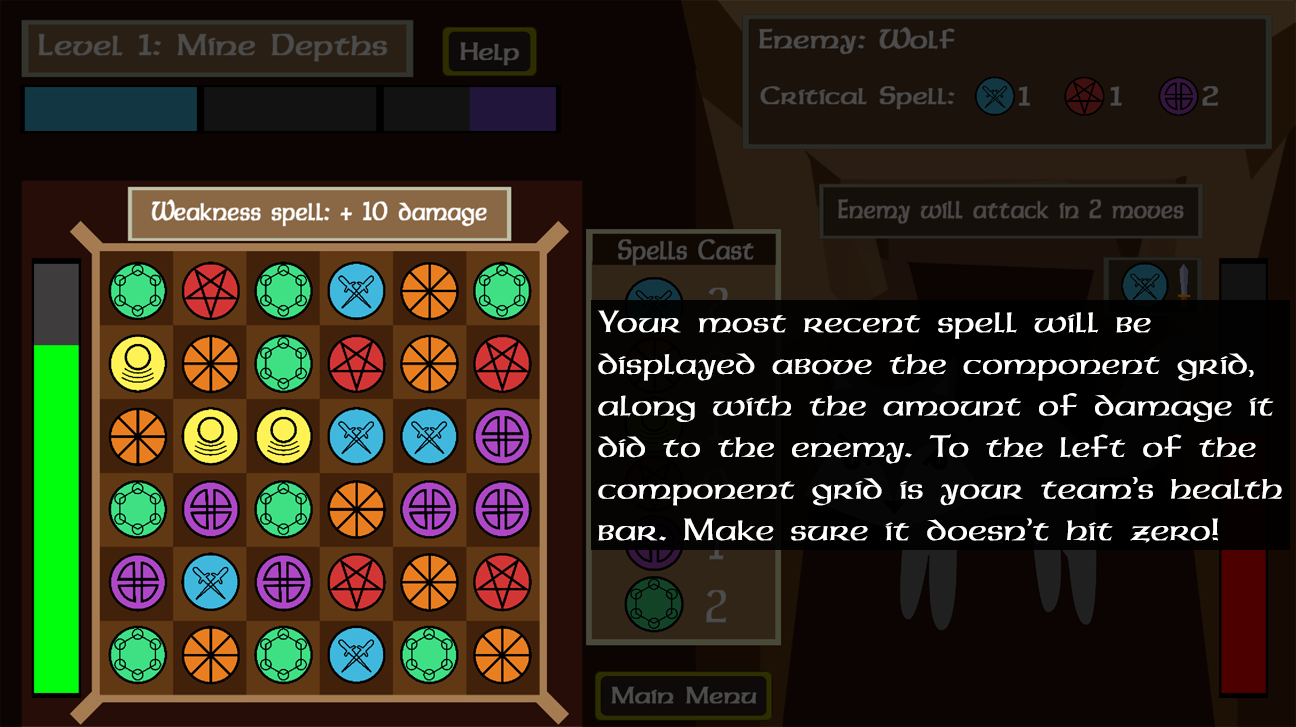 Level 1: Mine Depths
Help
Enemy: Wolf
Critical Spell: 1 1 2
Weakness spell: + 10 damage
Enemy will attack in 2 moves
Spells Cast
Your most recent spell will be
displayed above the component grid,
along with the amount of damage it
did to the enemy. To the left of the
component grid is your team's health
bar. Make sure it doesn't hit zero!
1
2
Main Menu